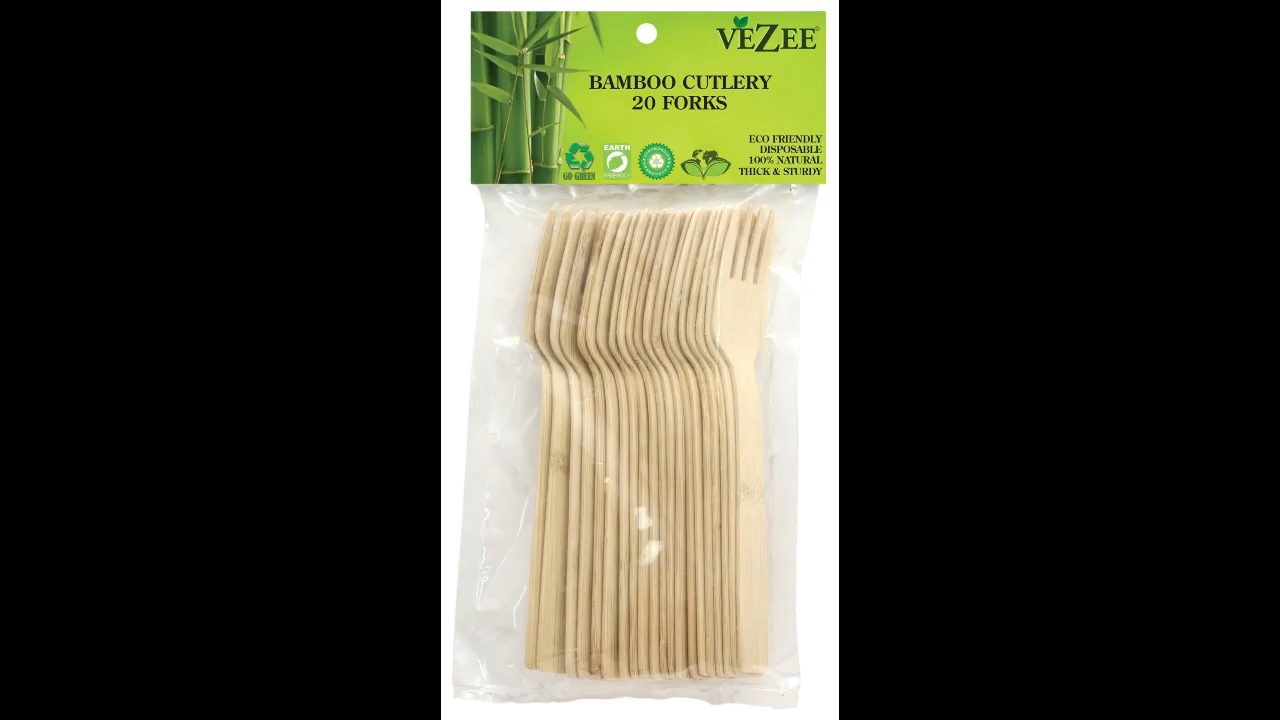 VEZEE®
BAMBOO CUTLERY
20 FORKS
ECO FRIENDLY
DISPOSABLE
100% NATURAL
THICK & STURDY
GO GREEN
EARTH
FRIENDLY